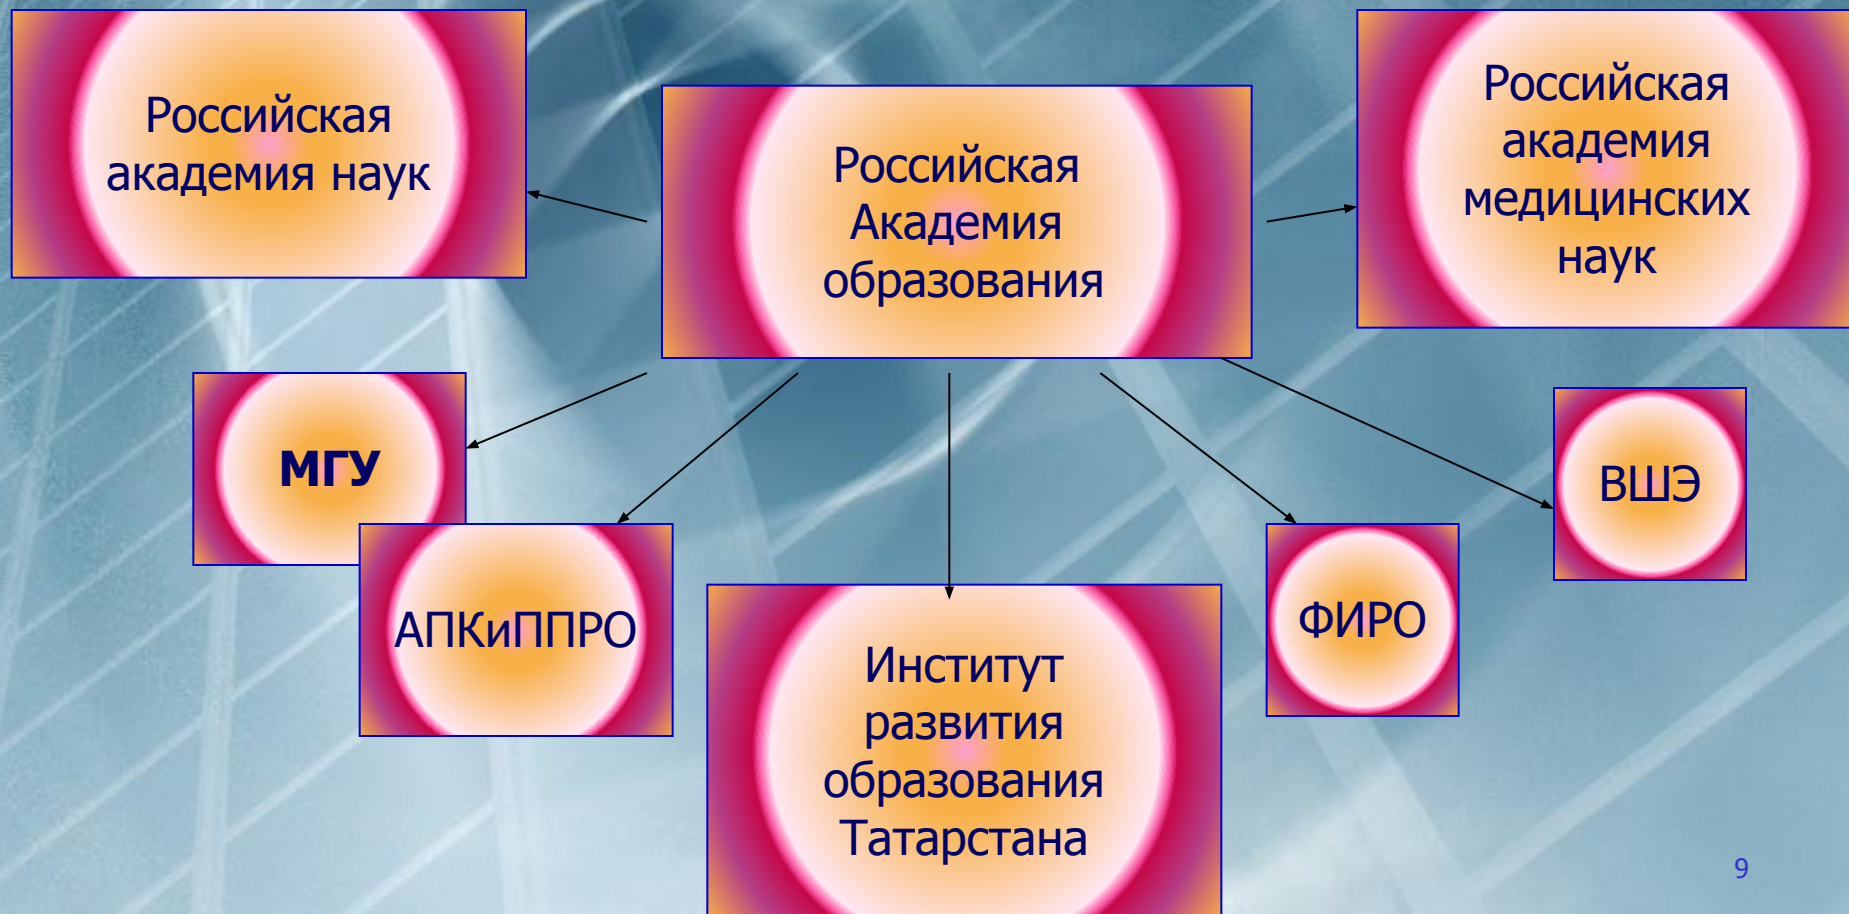 Российская
академия наук
Российская
Академия
образования
Российская
академия
медицинских
наук
МГУ
АПКиППРО
Институт
развития
образования
Татарстана
ФИРО
ВШЭ
9